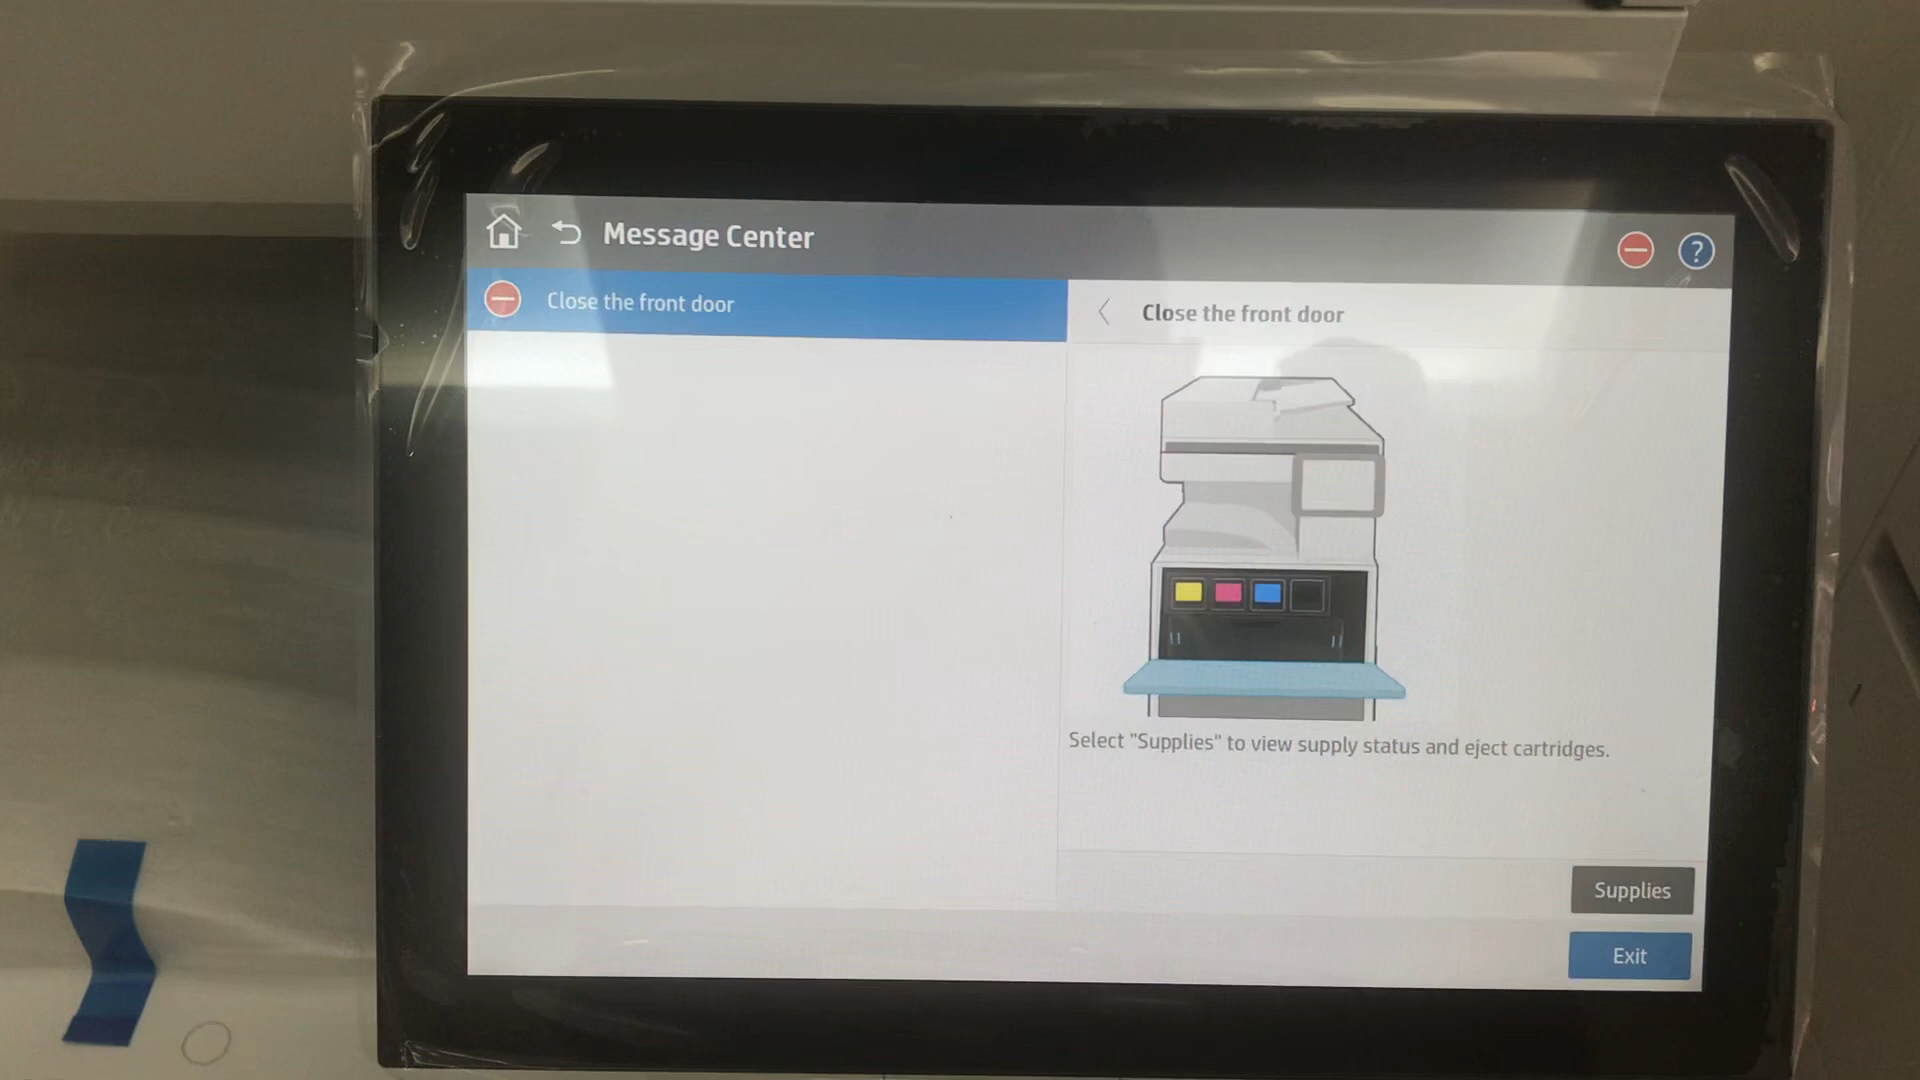 Message Center
?
Close the front door
Close the front door
Select "Supplies" to view supply status and eject cartridges.
Supplies
Exit